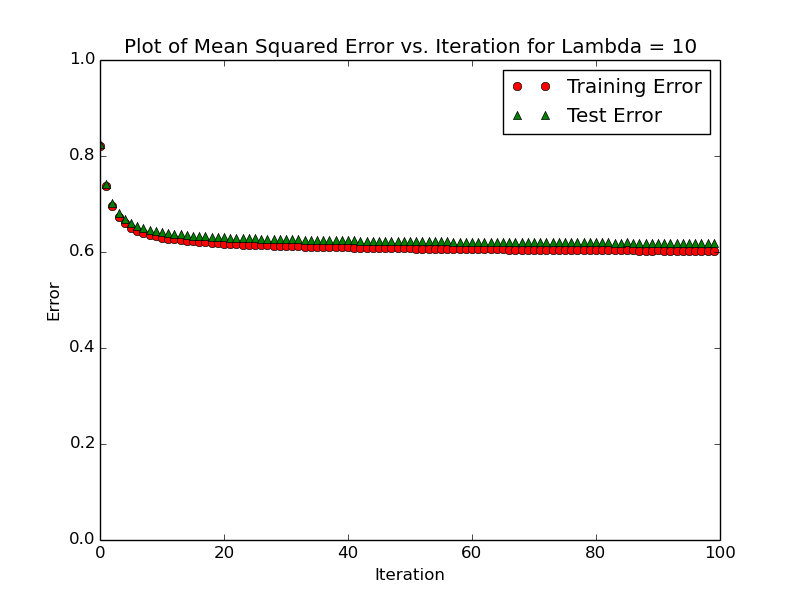 Plot of Mean Squared Error vs. Iteration for Lambda = 10
Training Error
Test Error
1.0
0.8
0.6
0.4
0.2
0.0
Error
0 20 40 60 80 100
Iteration